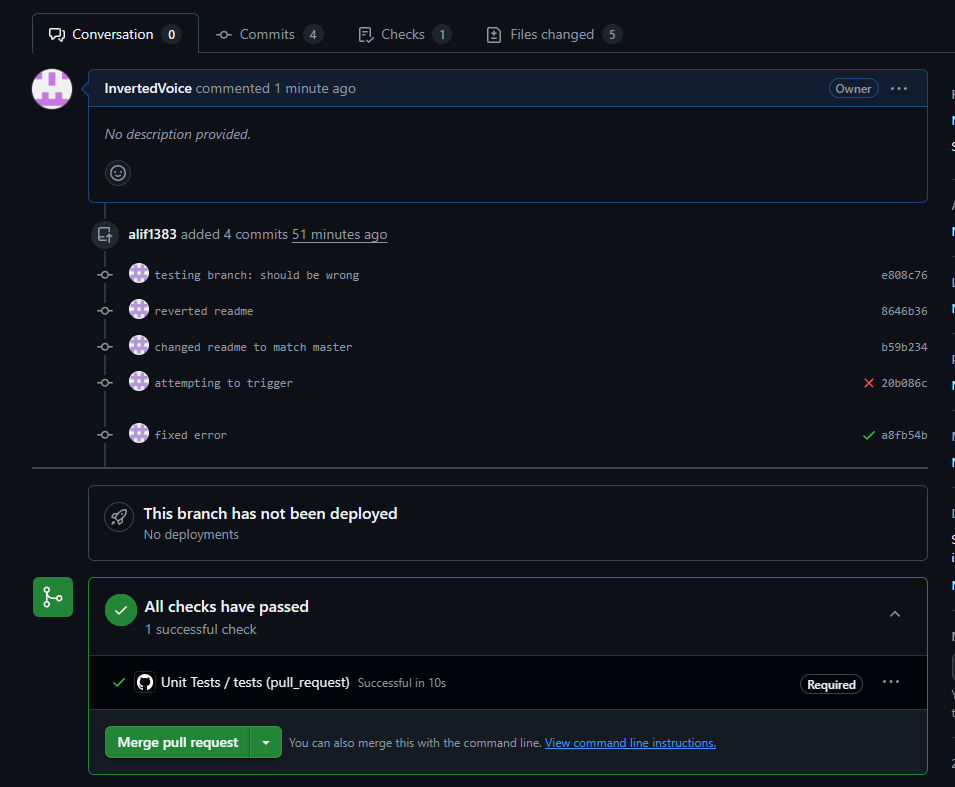 Conversation 0 Commits 4 Checks 1 Files changed 5
InvertedVoice commented 1 minute ago Owner
No description provided.
alif1383 added 4 commits 51 minutes ago
testing branch: should be wrong e808c76
reverted readme 8646b36
changed readme to match master b59b234
attempting to trigger 20b086c
fixed error a8fb54b
This branch has not been deployed
No deployments
All checks have passed
1 successful check
Unit Tests / tests (pull_request) Successful in 10s Required
Merge pull request You can also merge this with the command line. View command line instructions.